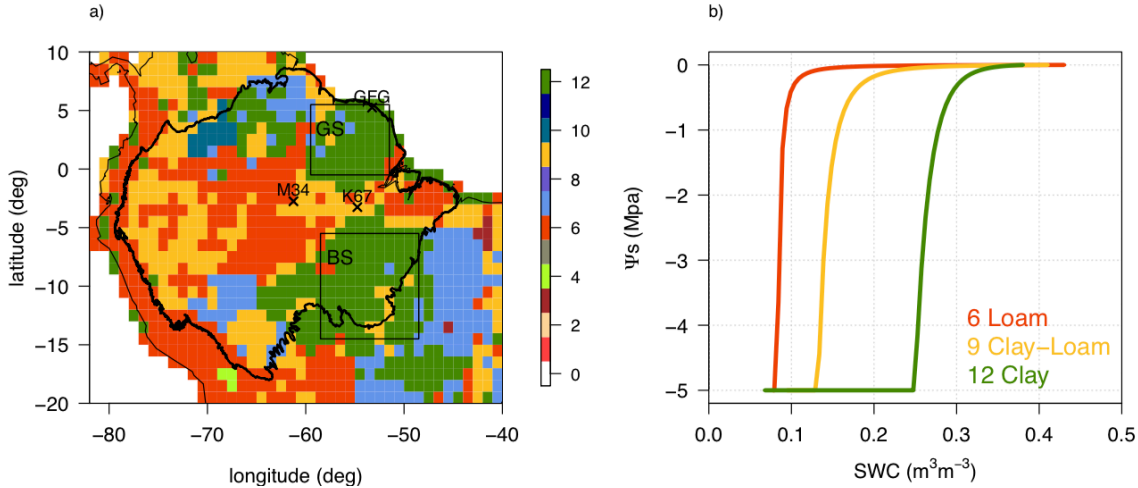 a)
10
5
0
−5
−10
−15
−20
latitude (deg)
GFG
GS
M34
K67
BS
−80
−70
−60
−50
−40
longitude (deg)
12
10
8
6
4
2
0
b)
0
−1
−2
−3
−4
−5
Ψs (Mpa)
6 Loam
9 Clay−Loam
12 Clay
0.0
0.1
0.2
0.3
0.4
0.5
SWC (m³m⁻³)